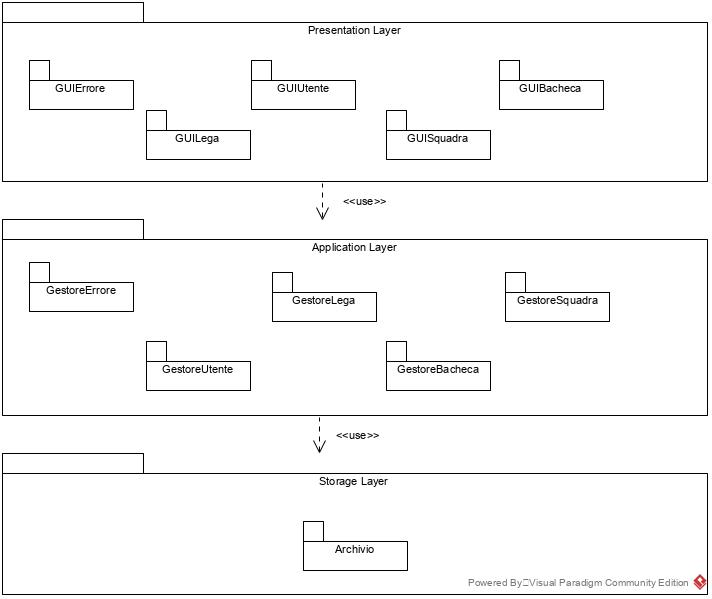 Presentation Layer
GUIErrore
GUIUtente
GUIBacheca
GUILega
GUISquadra
<<use>>
Application Layer
GestoreErrore
GestoreLega
GestoreSquadra
GestoreUtente
GestoreBacheca
<<use>>
Storage Layer
Archivio
Powered By Visual Paradigm Community Edition